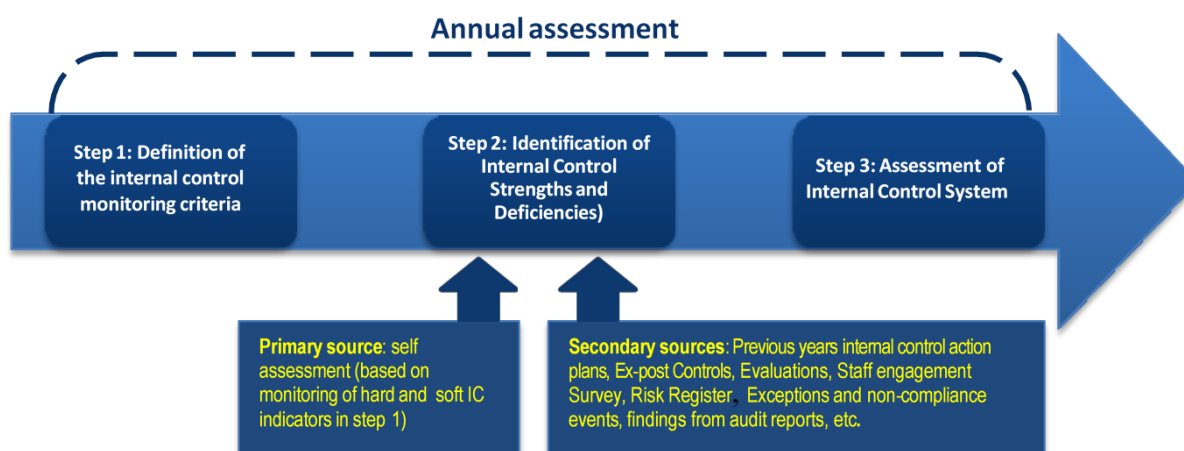 Annual assessment
Step 1: Definition of
the internal control
monitoring criteria
Step 2: Identification of
Internal Control
Strengths and
Deficiencies)
Step 3: Assessment of
Internal Control System
Primary source: self
assessment (based on
monitoring of hard and soft IC
indicators in step 1)
Secondary sources: Previous years internal control action
plans, Ex-post Controls, Evaluations, Staff engagement
Survey, Risk Register, Exceptions and non-compliance
events, findings from audit reports, etc.